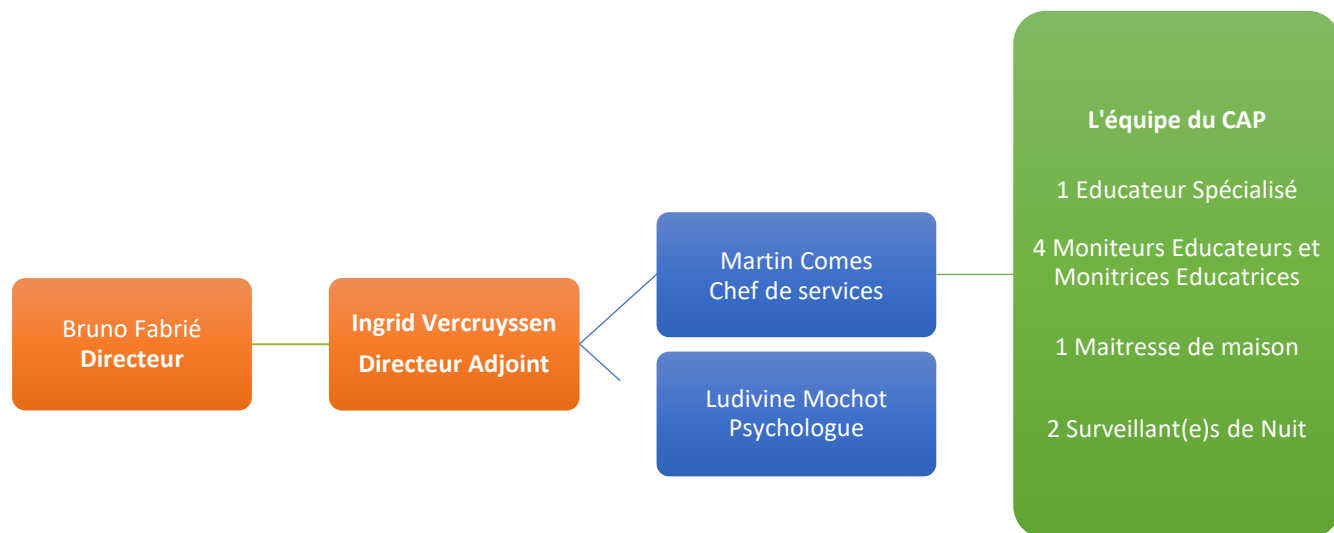 Bruno Fabrié
Directeur
Ingrid Vercruyssen
Directeur Adjoint
Martin Comes
Chef de services
Ludivine Mochot
Psychologue
L'équipe du CAP
1 Educateur Spécialisé
4 Moniteurs Educateurs et
Monitrices Educatrices
1 Maitresse de maison
2 Surveillant(e)s de Nuit